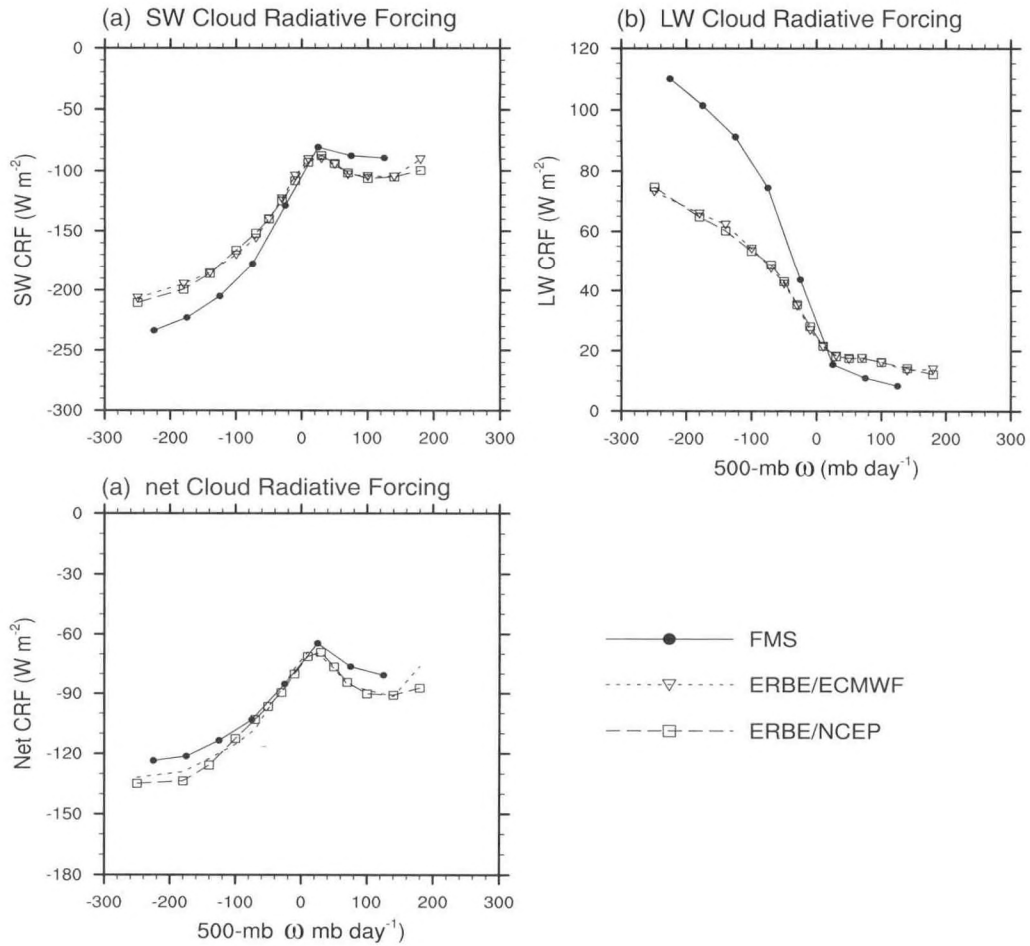 (a) SW Cloud Radiative Forcing
0
-50
-100
-150
-200
-250
-300
SW CRF (W m⁻²)
-300 -200 -100 0 100 200 300
(b) LW Cloud Radiative Forcing
120
100
80
60
40
20
0
LW CRF (W m⁻²)
-300 -200 -100 0 100 200 300
500-mb ω (mb day⁻¹)
(a) net Cloud Radiative Forcing
0
-30
-60
-90
-120
-150
-180
Net CRF (W m⁻²)
-300 -200 -100 0 100 200 300
500-mb ω mb day⁻¹)
FMS
ERBE/ECMWF
ERBE/NCEP